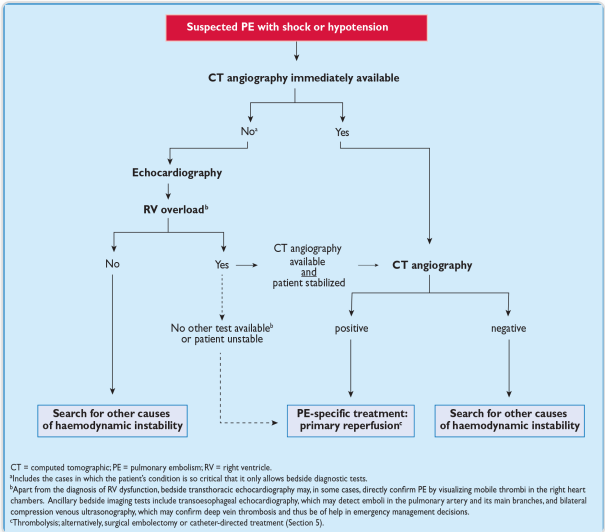 Suspected PE with shock or hypotension
CT angiography immediately available
Noᵃ
Yes
Echocardiography
RV overloadᵇ
No
Yes
CT angiography
available
and
patient stabilized
CT angiography
No other test availableᵇ
or patient unstable
positive
negative
Search for other causes
of haemodynamic instability
PE-specific treatment:
primary reperfusionᶜ
Search for other causes
of haemodynamic instability
CT = computed tomographic; PE = pulmonary embolism; RV = right ventricle.
ᵃIncludes the cases in which the patient's condition is so critical that it only allows bedside diagnostic tests.
ᵇApart from the diagnosis of RV dysfunction, bedside transthoracic echocardiography may, in some cases, directly confirm PE by visualizing mobile thrombi in the right heart
chambers. Ancillary bedside imaging tests include transoesophageal echocardiography, which may detect emboli in the pulmonary artery and its main branches, and bilateral
compression venous ultrasonography, which may confirm deep vein thrombosis and thus be of help in emergency management decisions.
ᶜThrombolysis; alternatively, surgical embolectomy or catheter-directed treatment (Section 5).